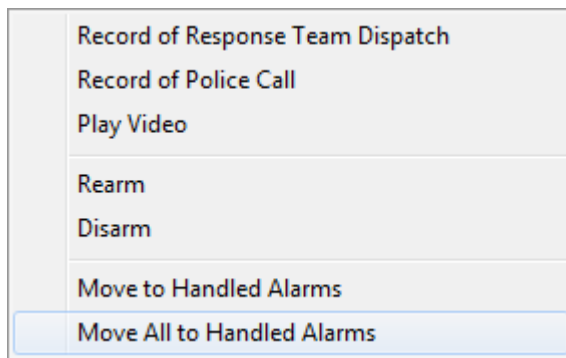 Record of Response Team Dispatch
Record of Police Call
Play Video
Rearm
Disarm
Move to Handled Alarms
Move All to Handled Alarms